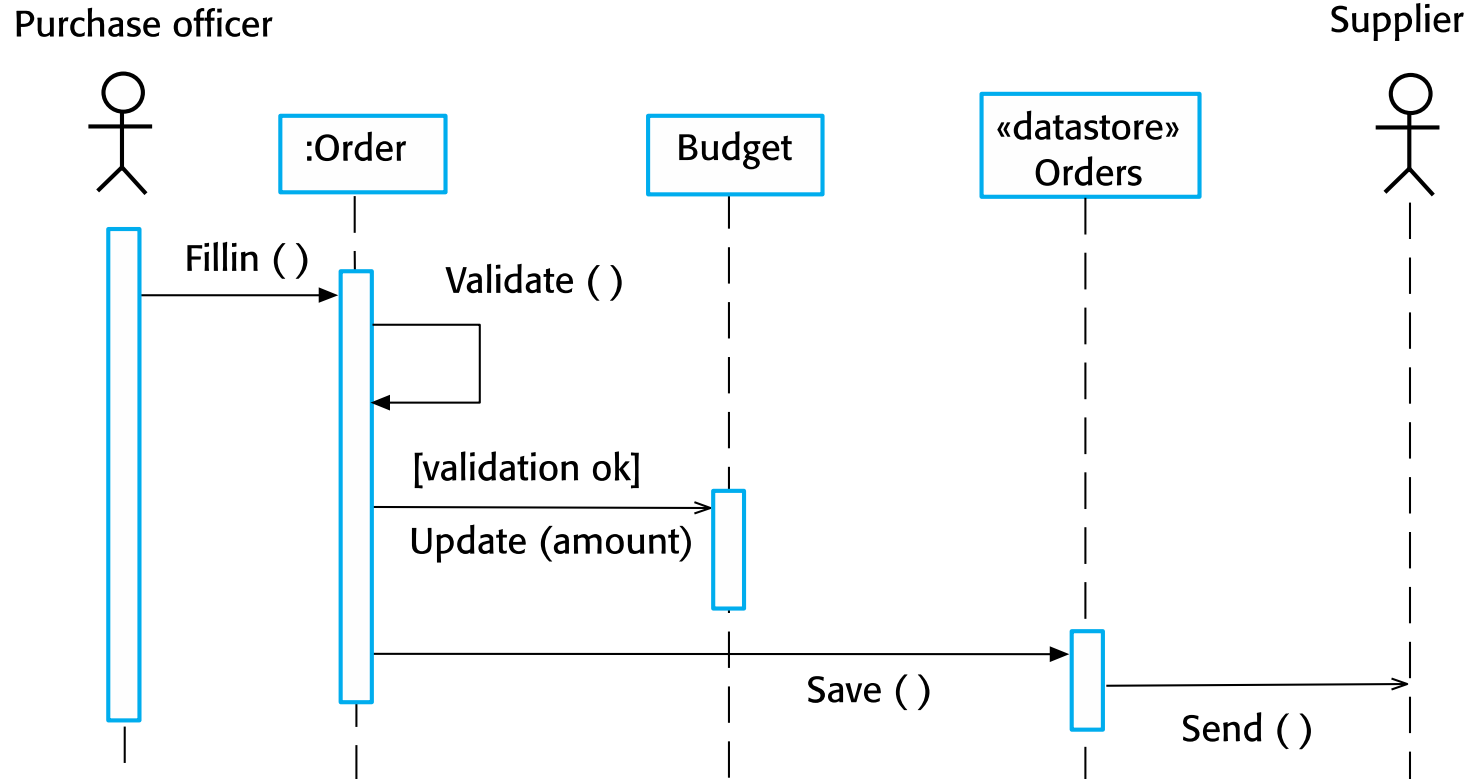 Purchase officer
Supplier
:Order
Budget
«datastore»
Orders
Fillin ( )
Validate ( )
[validation ok]
Update (amount)
Save ( )
Send ( )